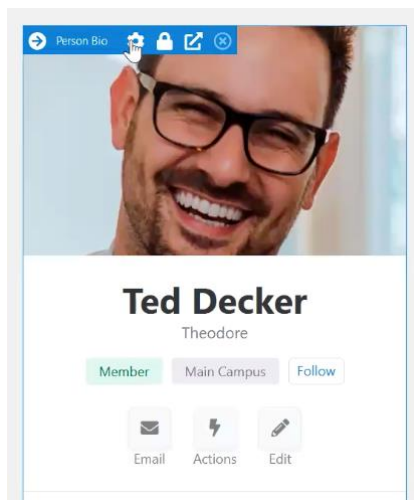 Person Bio
Ted Decker
Theodore
Member Main Campus Follow
Email Actions Edit